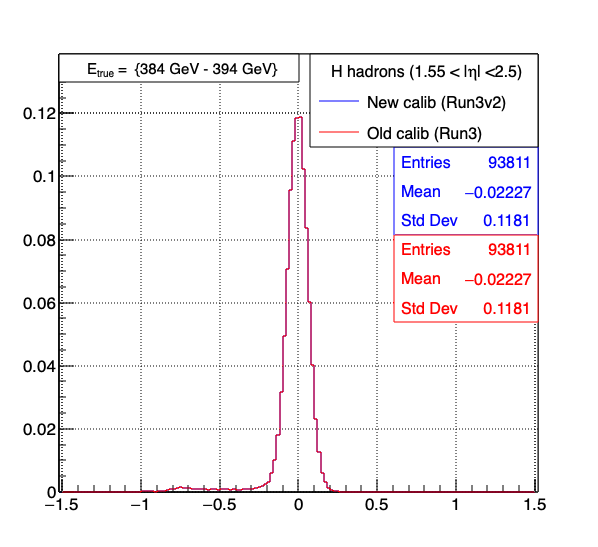 E_true = {384 GeV - 394 GeV}
H hadrons (1.55 < |η| <2.5)
New calib (Run3v2)
Old calib (Run3)
Entries 93811
Mean −0.02227
Std Dev 0.1181
Entries 93811
Mean −0.02227
Std Dev 0.1181
0.12
0.1
0.08
0.06
0.04
0.02
0
−1.5 −1 −0.5 0 0.5 1 1.5